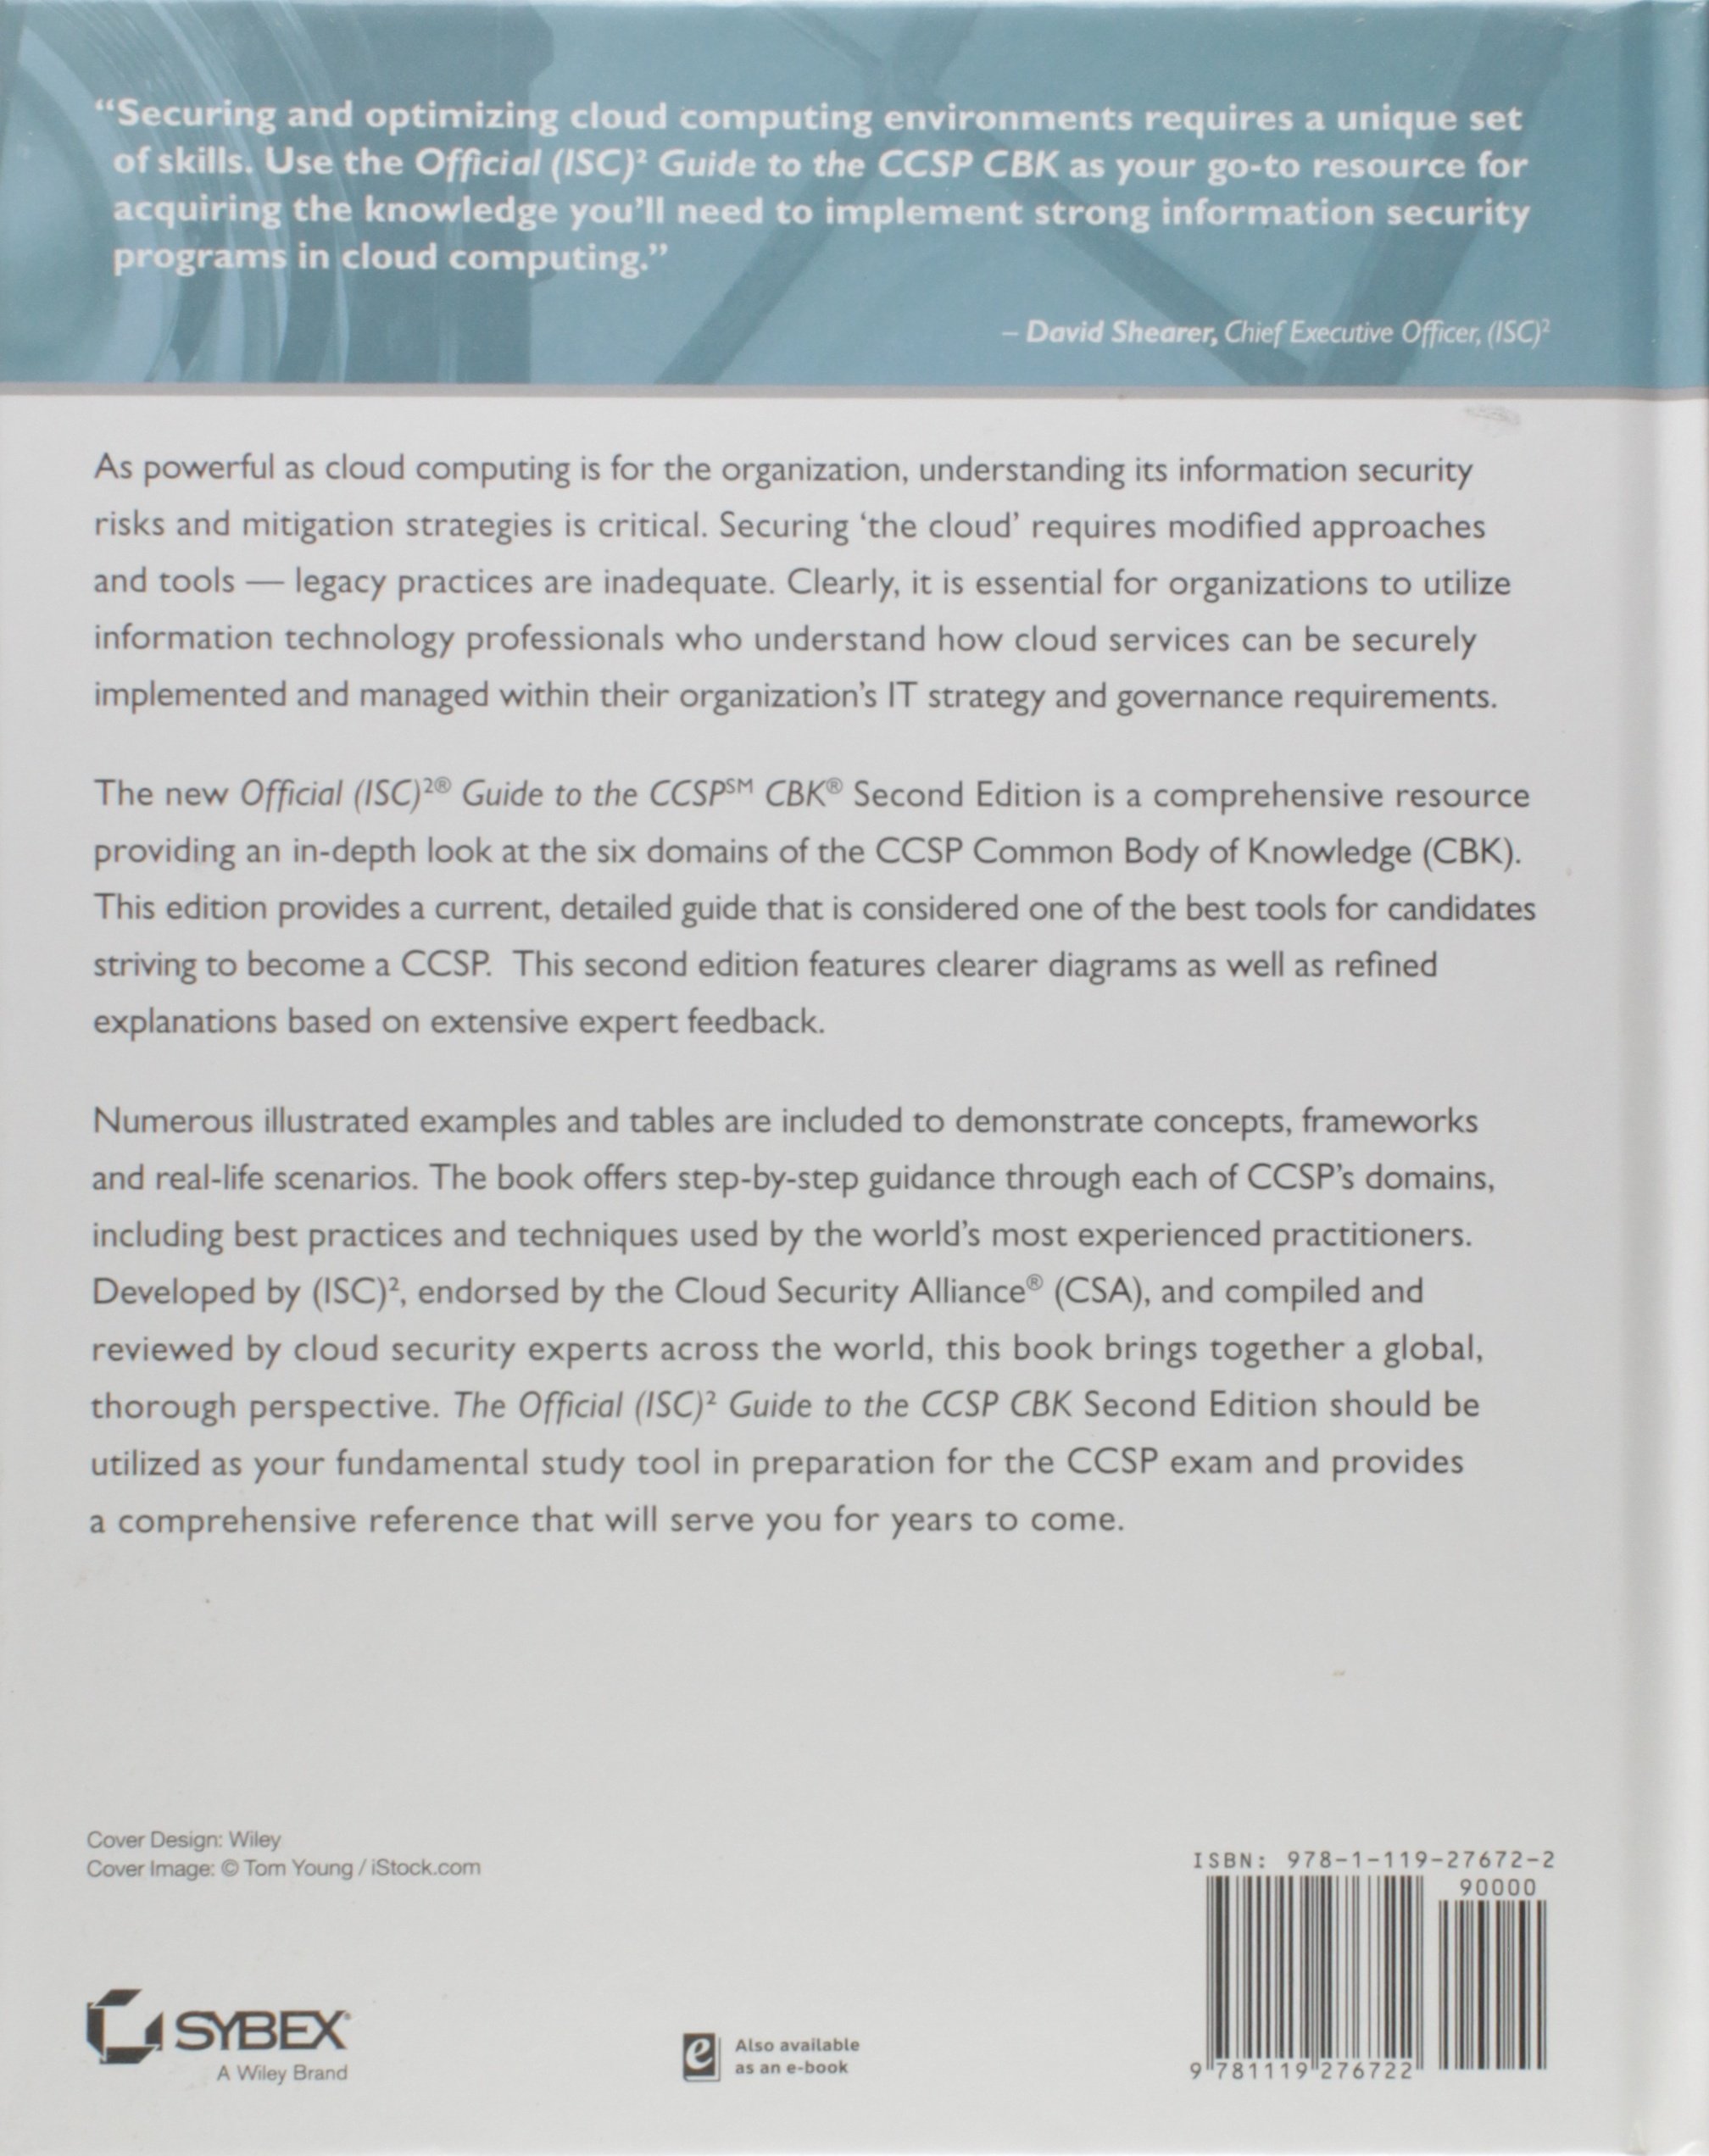 “Securing and optimizing cloud computing environments requires a unique set
of skills. Use the Official (ISC)² Guide to the CCSP CBK as your go-to resource for
acquiring the knowledge you’ll need to implement strong information security
programs in cloud computing.”
– David Shearer, Chief Executive Officer, (ISC)²
As powerful as cloud computing is for the organization, understanding its information security
risks and mitigation strategies is critical. Securing ‘the cloud’ requires modified approaches
and tools — legacy practices are inadequate. Clearly, it is essential for organizations to utilize
information technology professionals who understand how cloud services can be securely
implemented and managed within their organization’s IT strategy and governance requirements.
The new Official (ISC)²® Guide to the CCSP℠ CBK® Second Edition is a comprehensive resource
providing an in-depth look at the six domains of the CCSP Common Body of Knowledge (CBK).
This edition provides a current, detailed guide that is considered one of the best tools for candidates
striving to become a CCSP. This second edition features clearer diagrams as well as refined
explanations based on extensive expert feedback.
Numerous illustrated examples and tables are included to demonstrate concepts, frameworks
and real-life scenarios. The book offers step-by-step guidance through each of CCSP’s domains,
including best practices and techniques used by the world’s most experienced practitioners.
Developed by (ISC)², endorsed by the Cloud Security Alliance® (CSA), and compiled and
reviewed by cloud security experts across the world, this book brings together a global,
thorough perspective. The Official (ISC)² Guide to the CCSP CBK Second Edition should be
utilized as your fundamental study tool in preparation for the CCSP exam and provides
a comprehensive reference that will serve you for years to come.
Cover Design: Wiley
Cover Image: © Tom Young / iStock.com
ISBN: 978-1-119-27672-2
90000
9 781119 276722
SYBEX®
A Wiley Brand
e
Also available
as an e-book